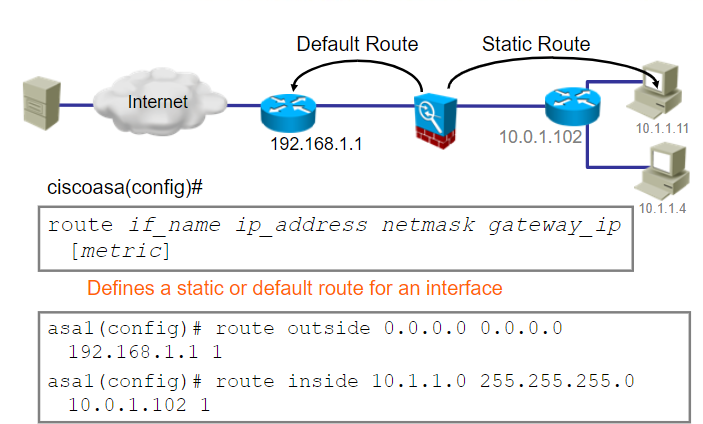 Default Route
Static Route
Internet
192.168.1.1
10.0.1.102
10.1.1.11
10.1.1.4
ciscoasa(config)#
route if_name ip_address netmask gateway_ip
[metric]
Defines a static or default route for an interface
asa1(config)# route outside 0.0.0.0 0.0.0.0
192.168.1.1 1
asa1(config)# route inside 10.1.1.0 255.255.255.0
10.0.1.102 1